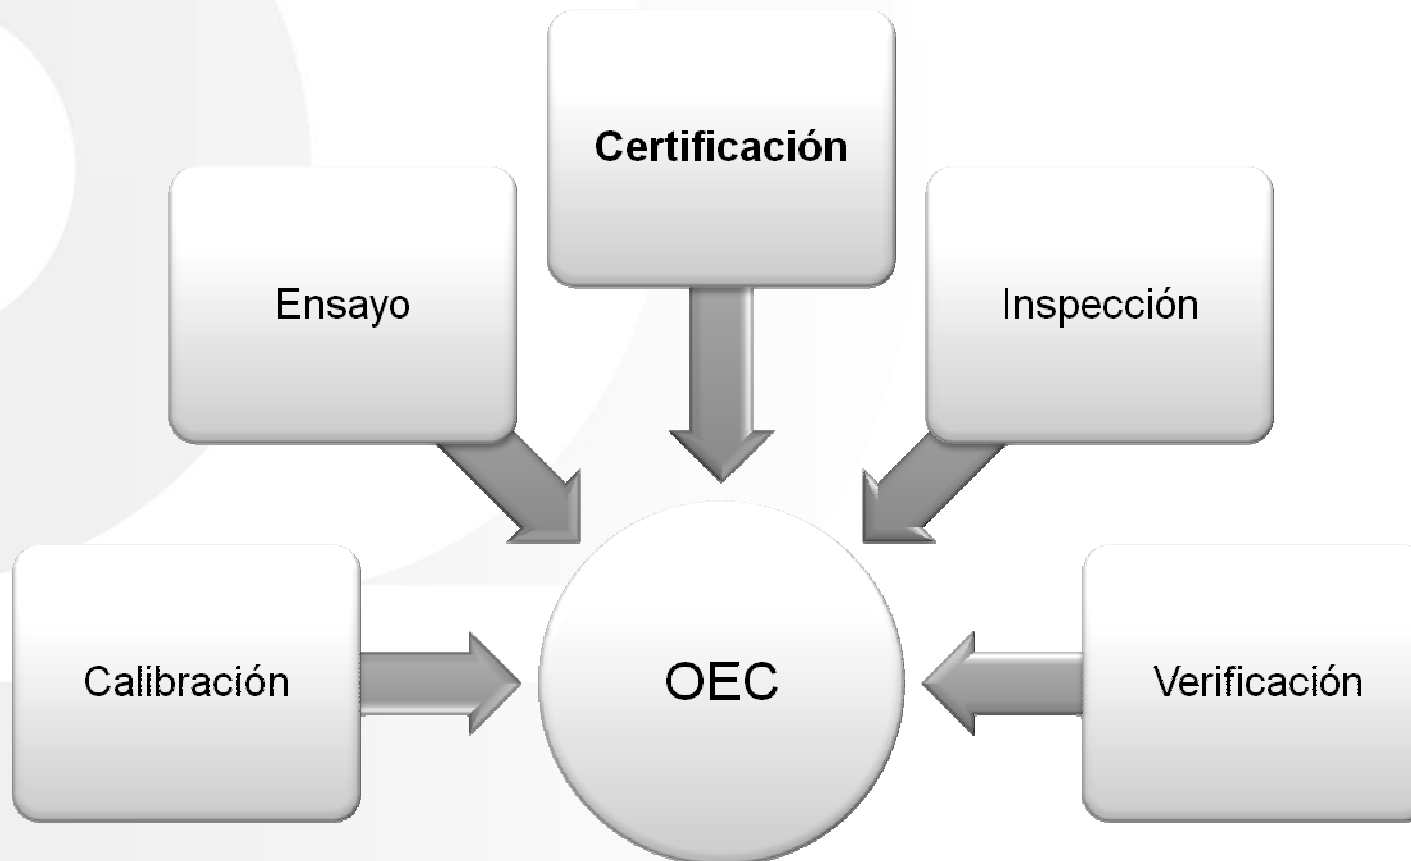 Certificación
Ensayo
Inspección
Calibración
OEC
Verificación